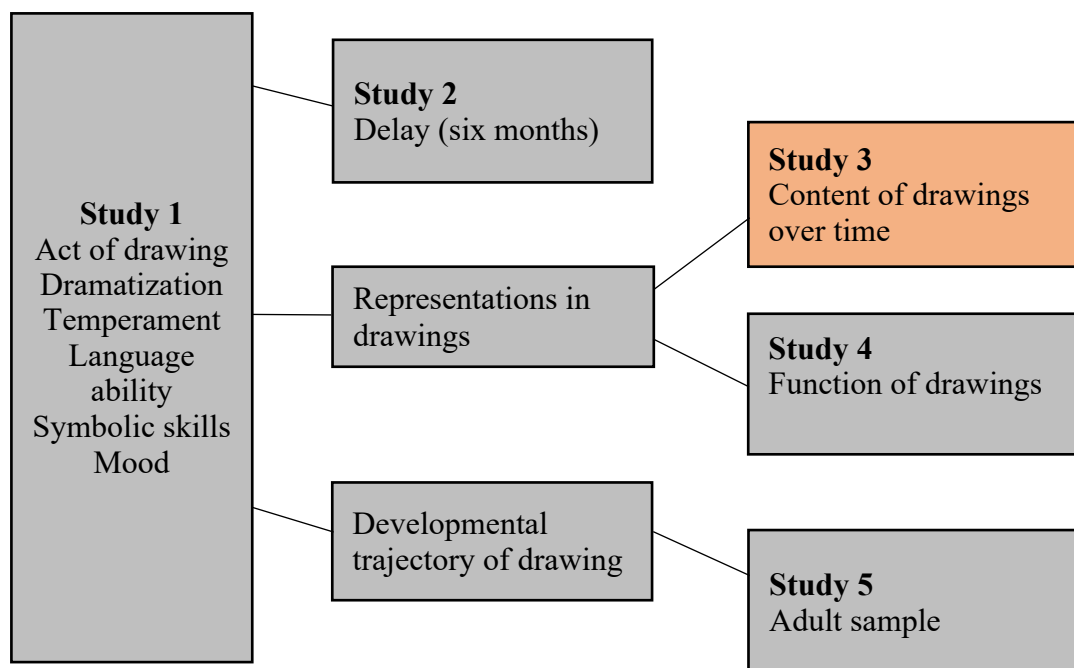 Study 1
Act of drawing
Dramatization
Temperament
Language
ability
Symbolic skills
Mood
Study 2
Delay (six months)
Representations in
drawings
Developmental
trajectory of drawing
Study 3
Content of drawings
over time
Study 4
Function of drawings
Study 5
Adult sample